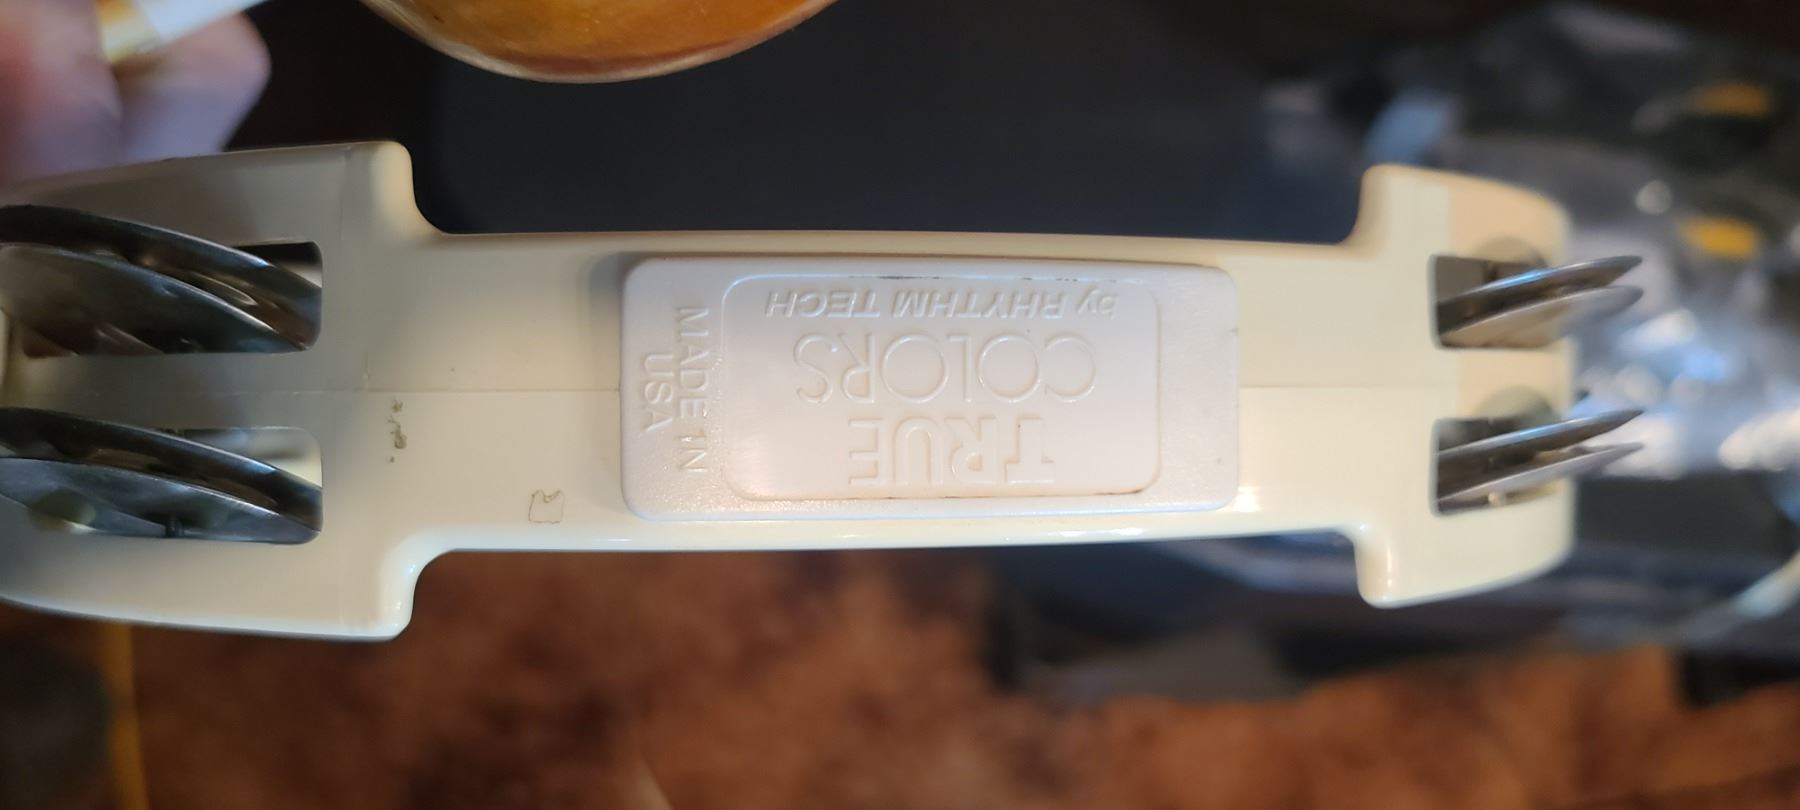 TRUE
COLORS
by RHYTHM TECH
MADE IN
USA